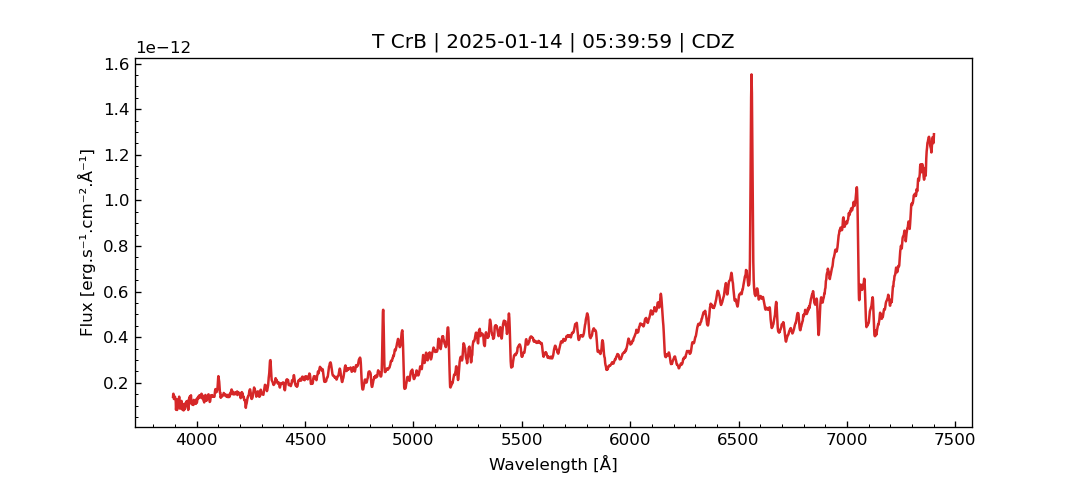 T CrB | 2025-01-14 | 05:39:59 | CDZ
1e−12
1.6
1.4
1.2
1.0
0.8
0.6
0.4
0.2
Flux [erg.s⁻¹.cm⁻².Å⁻¹]
4000 4500 5000 5500 6000 6500 7000 7500
Wavelength [Å]